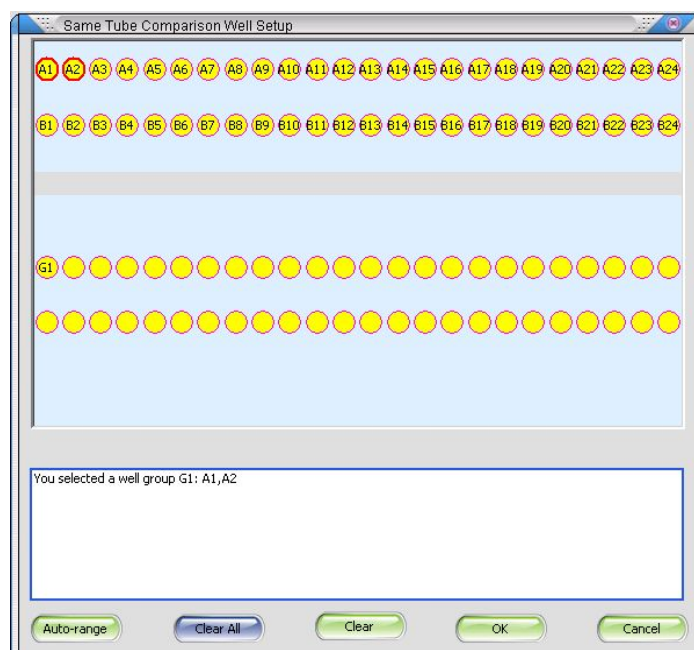 Same Tube Comparison Well Setup
A1 A2 A3 A4 A5 A6 A7 A8 A9 A10 A11 A12 A13 A14 A15 A16 A17 A18 A19 A20 A21 A22 A23 A24
B1 B2 B3 B4 B5 B6 B7 B8 B9 B10 B11 B12 B13 B14 B15 B16 B17 B18 B19 B20 B21 B22 B23 B24
G1
You selected a well group G1: A1,A2
Auto-range Clear All Clear OK Cancel